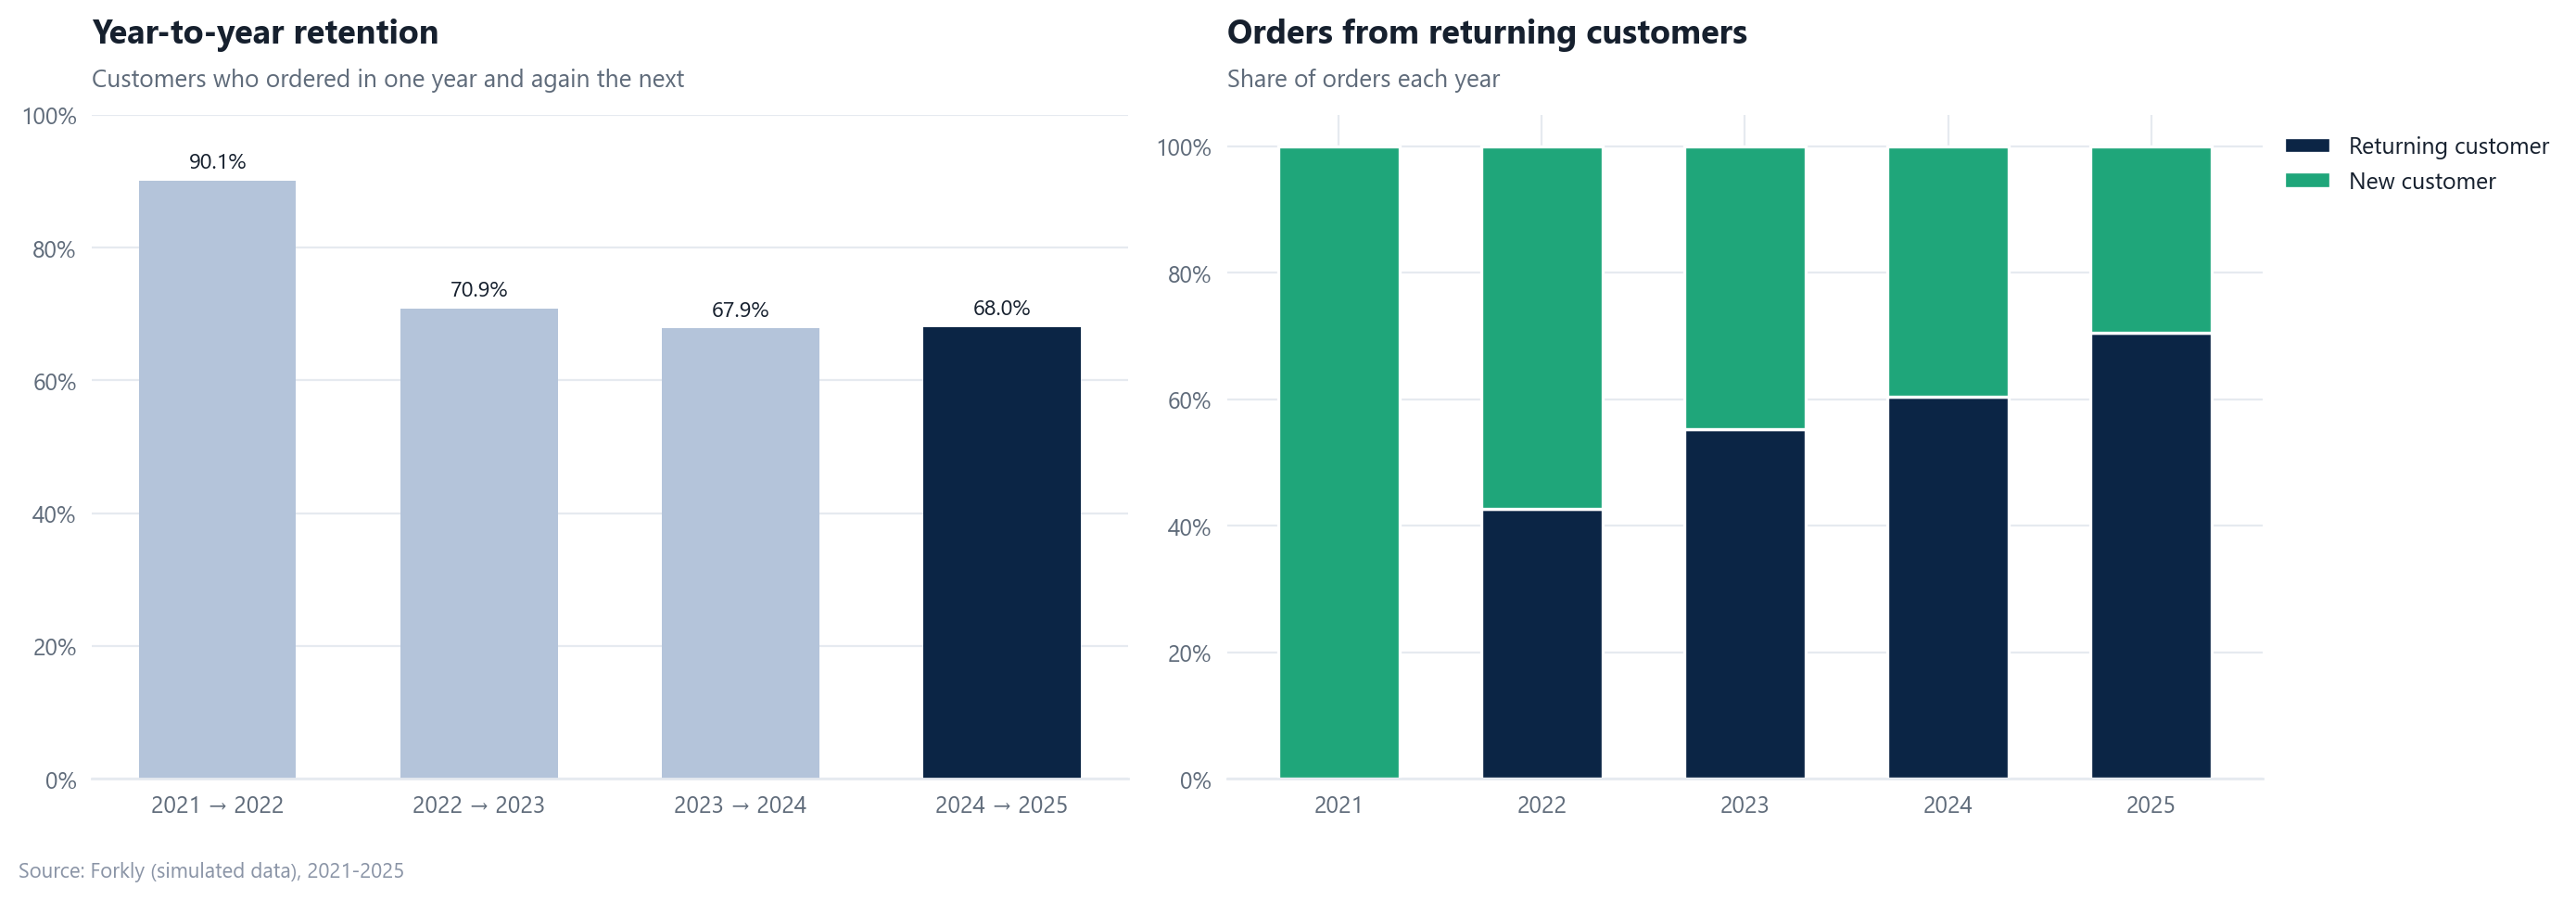 Year-to-year retention
Customers who ordered in one year and again the next
100%
80%
60%
40%
20%
0%
90.1%
70.9%
67.9%
68.0%
2021 → 2022
2022 → 2023
2023 → 2024
2024 → 2025
Orders from returning customers
Share of orders each year
100%
80%
60%
40%
20%
0%
2021
2022
2023
2024
2025
Returning customer
New customer
Source: Forkly (simulated data), 2021-2025